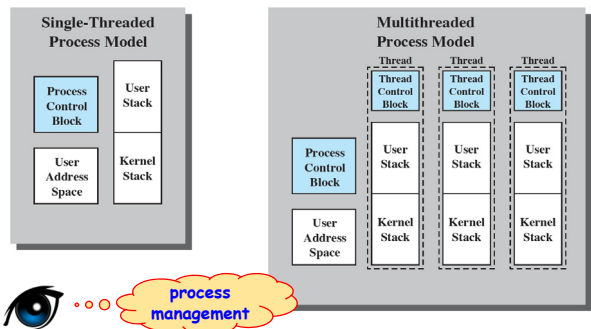 Single-Threaded
Process Model
Process
Control
Block
User
Stack
User
Address
Space
Kernel
Stack
Multithreaded
Process Model
Thread
Thread
Thread
Thread
Control
Block
Thread
Control
Block
Thread
Control
Block
Process
Control
Block
User
Stack
User
Stack
User
Stack
User
Address
Space
Kernel
Stack
Kernel
Stack
Kernel
Stack
process
management